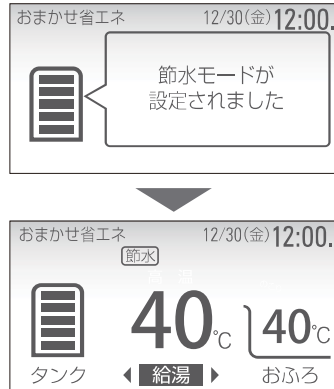 おまかせ省エネ 12/30(金)12:00.
節水モードが
設定されました
おまかせ省エネ 12/30(金)12:00.
節水
高温
40℃ 40℃
タンク 給湯 おふろ